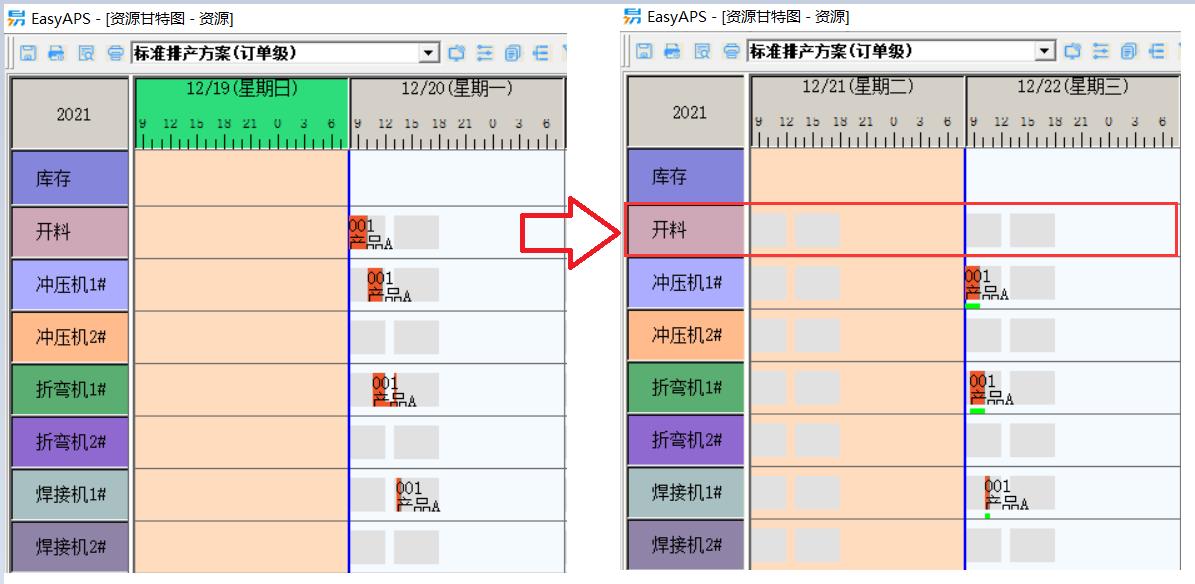 EasyAPS - [资源甘特图 - 资源]
标准排产方案(订单级)
2021
12/19(星期日)
12/20(星期一)
9 12 15 18 21 0 3 6
9 12 15 18 21 0 3 6
库存
开料
001
产品A
冲压机1#
001
产品A
冲压机2#
折弯机1#
001
产品A
折弯机2#
焊接机1#
001
产品A
焊接机2#
EasyAPS - [资源甘特图 - 资源]
标准排产方案(订单级)
2021
12/21(星期二)
12/22(星期三)
9 12 15 18 21 0 3 6
9 12 15 18 21 0 3 6
库存
开料
冲压机1#
001
产品A
冲压机2#
折弯机1#
001
产品A
折弯机2#
焊接机1#
001
产品A
焊接机2#